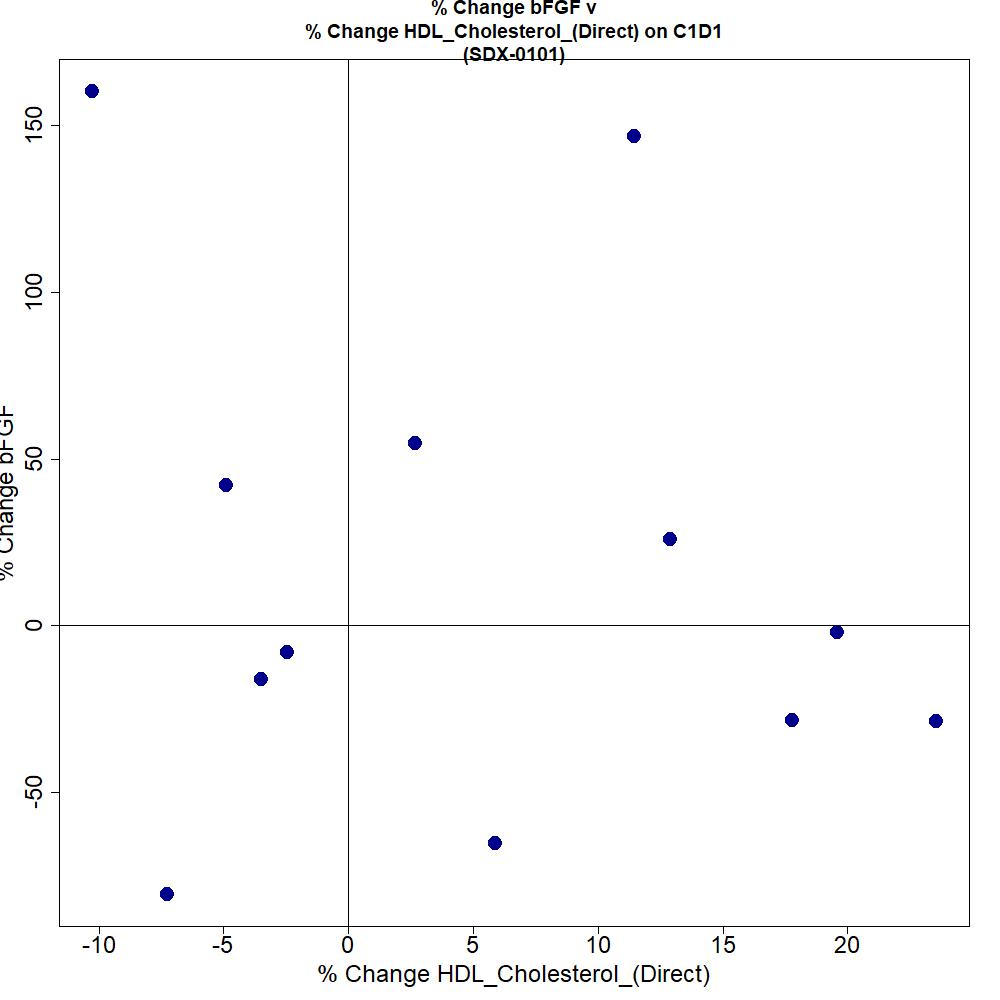 % Change bFGF v
% Change HDL_Cholesterol_(Direct) on C1D1
(SDX-0101)
150
100
50
0
-50
% Change bFGF
-10
-5
0
5
10
15
20
% Change HDL_Cholesterol_(Direct)